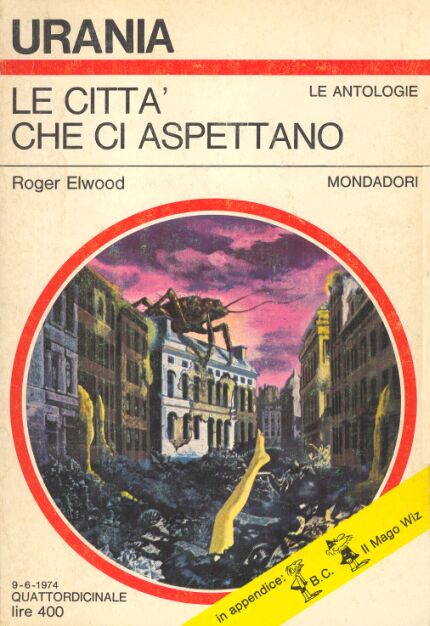 URANIA
LE CITTA'
CHE CI ASPETTANO
LE ANTOLOGIE
Roger Elwood
MONDADORI
9-6-1974
QUATTORDICINALE
lire 400
in appendice: B.C. Il Mago Wiz